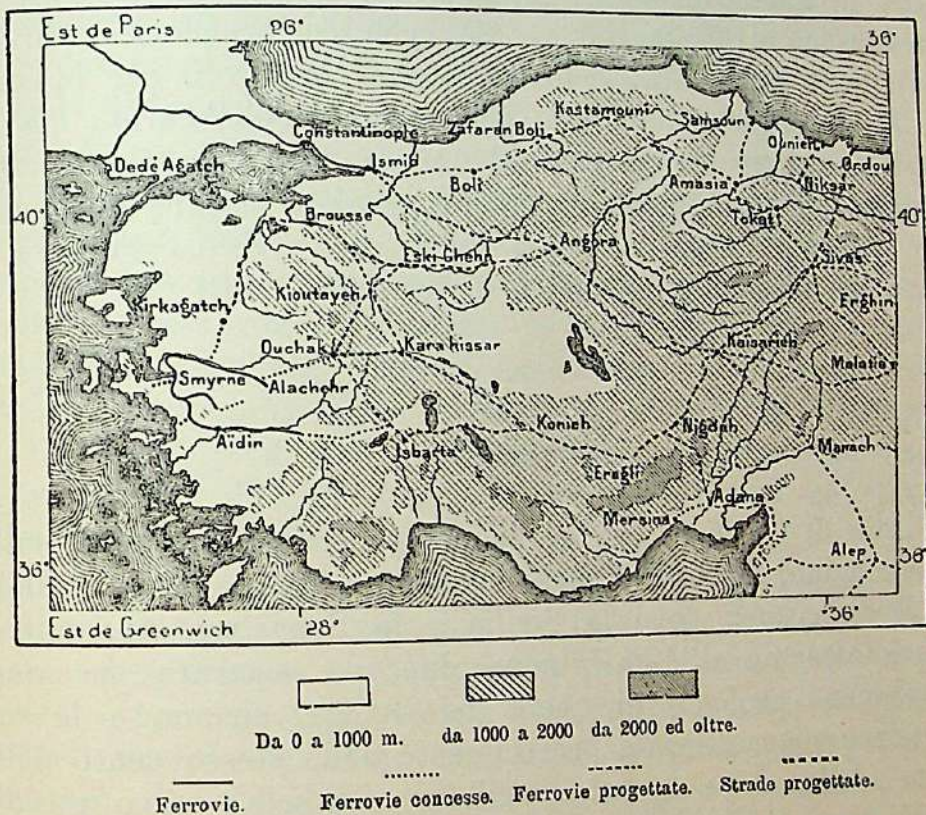 Est de Paris
26° 36°
Constantinople Zafaran Boli Kastamouni Samsoun Ounieh
Dedé Agatch Ismid Boli Amasia Niksar Ordou
40° Brousse Tokat 40°
Eski Chehr Angora Sivas
Kirkagatch Kioutayeh Erghin
Ouchak Kara hissar Kaisarieh Malatia
Smyrne Alachehr
Aïdin Isbarta Konieh Nigdah Marach
Eregli
Mersina Adana
Alep
36° 36°
Est de Greenwich 28° 36°
Da 0 a 1000 m. da 1000 a 2000 da 2000 ed oltre.
Ferrovie. Ferrovie concesse. Ferrovie progettate. Strade progettate.